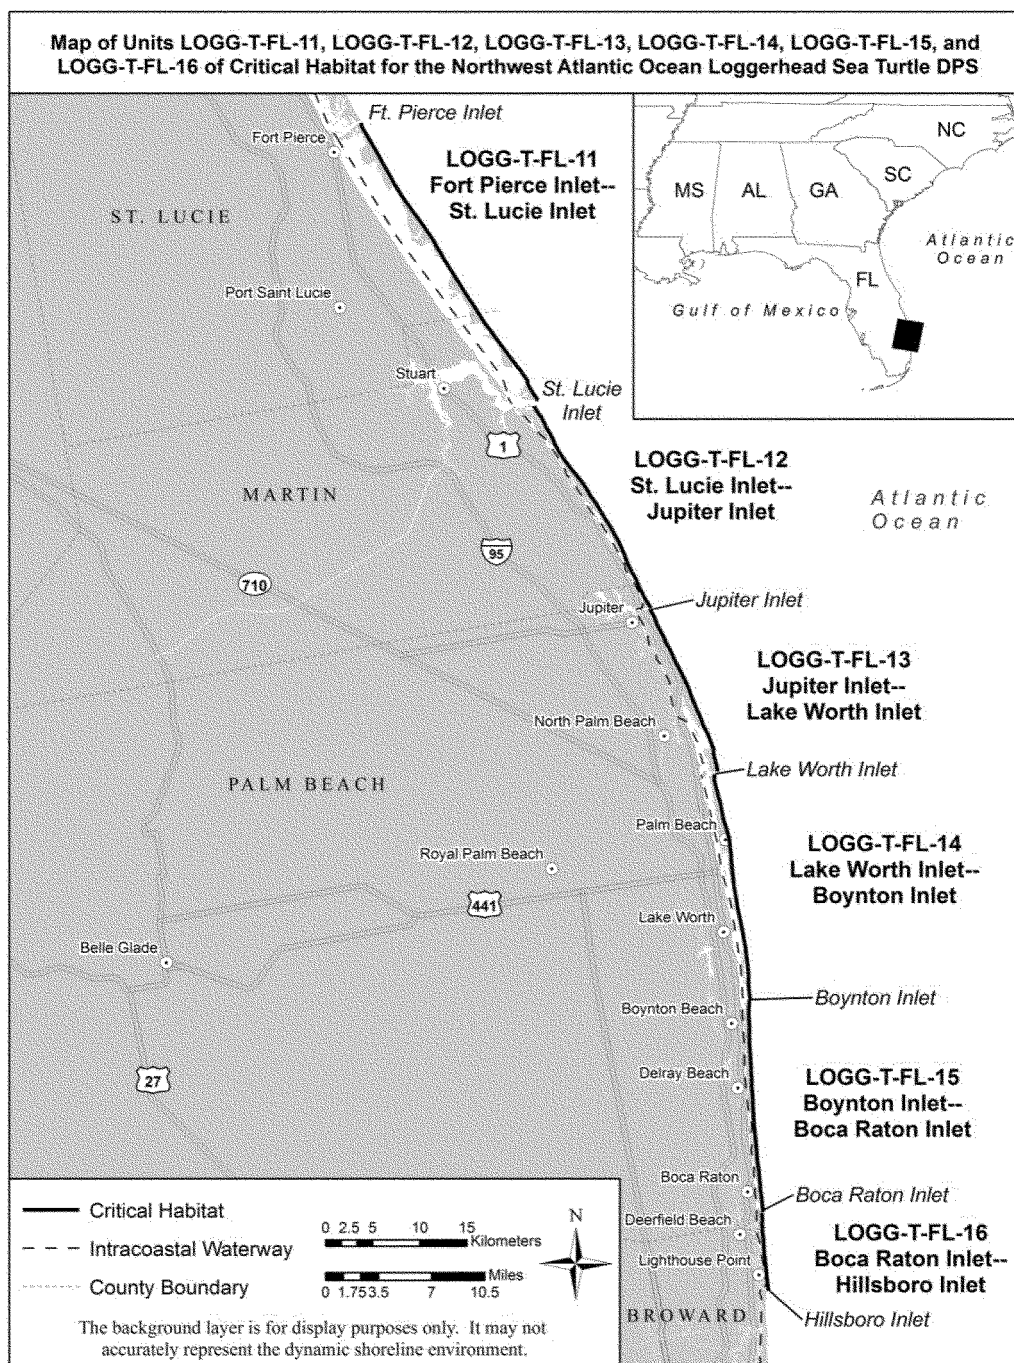 Map of Units LOGG-T-FL-11, LOGG-T-FL-12, LOGG-T-FL-13, LOGG-T-FL-14, LOGG-T-FL-15, and
LOGG-T-FL-16 of Critical Habitat for the Northwest Atlantic Ocean Loggerhead Sea Turtle DPS
Ft. Pierce Inlet
Fort Pierce
LOGG-T-FL-11
Fort Pierce Inlet--
St. Lucie Inlet
ST. LUCIE
Port Saint Lucie
Stuart
St. Lucie
Inlet
1
NC
SC
MS
AL
GA
FL
Atlantic
Ocean
Gulf of Mexico
LOGG-T-FL-12
St. Lucie Inlet--
Jupiter Inlet
Atlantic
Ocean
MARTIN
95
710
Jupiter
Jupiter Inlet
LOGG-T-FL-13
Jupiter Inlet--
Lake Worth Inlet
North Palm Beach
Lake Worth Inlet
PALM BEACH
Palm Beach
LOGG-T-FL-14
Lake Worth Inlet--
Boynton Inlet
Royal Palm Beach
441
Lake Worth
Belle Glade
Boynton Inlet
Boynton Beach
27
Delray Beach
LOGG-T-FL-15
Boynton Inlet--
Boca Raton Inlet
Boca Raton
Boca Raton Inlet
Deerfield Beach
LOGG-T-FL-16
Boca Raton Inlet--
Hillsboro Inlet
Lighthouse Point
BROWARD
Hillsboro Inlet
Critical Habitat
Intracoastal Waterway
County Boundary
0 2.5 5 10 15
Kilometers
Miles
0 1.75 3.5 7 10.5
N
The background layer is for display purposes only. It may not
accurately represent the dynamic shoreline environment.